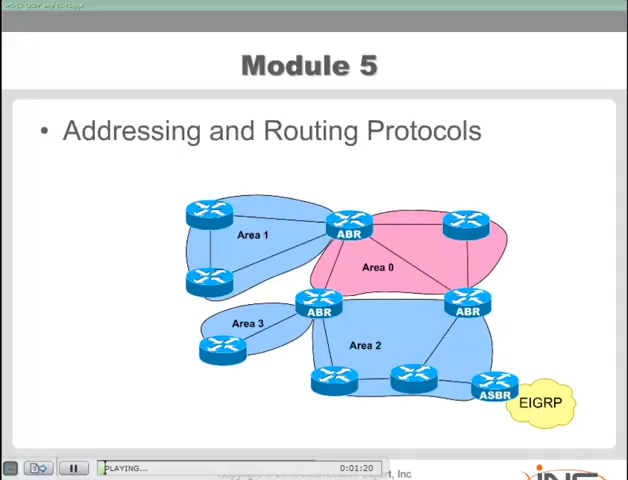 Module 5
• Addressing and Routing Protocols
Area 1
ABR
Area 0
ABR
ABR
Area 3
Area 2
ASBR
EIGRP
PLAYING...
0:01:20
Inc